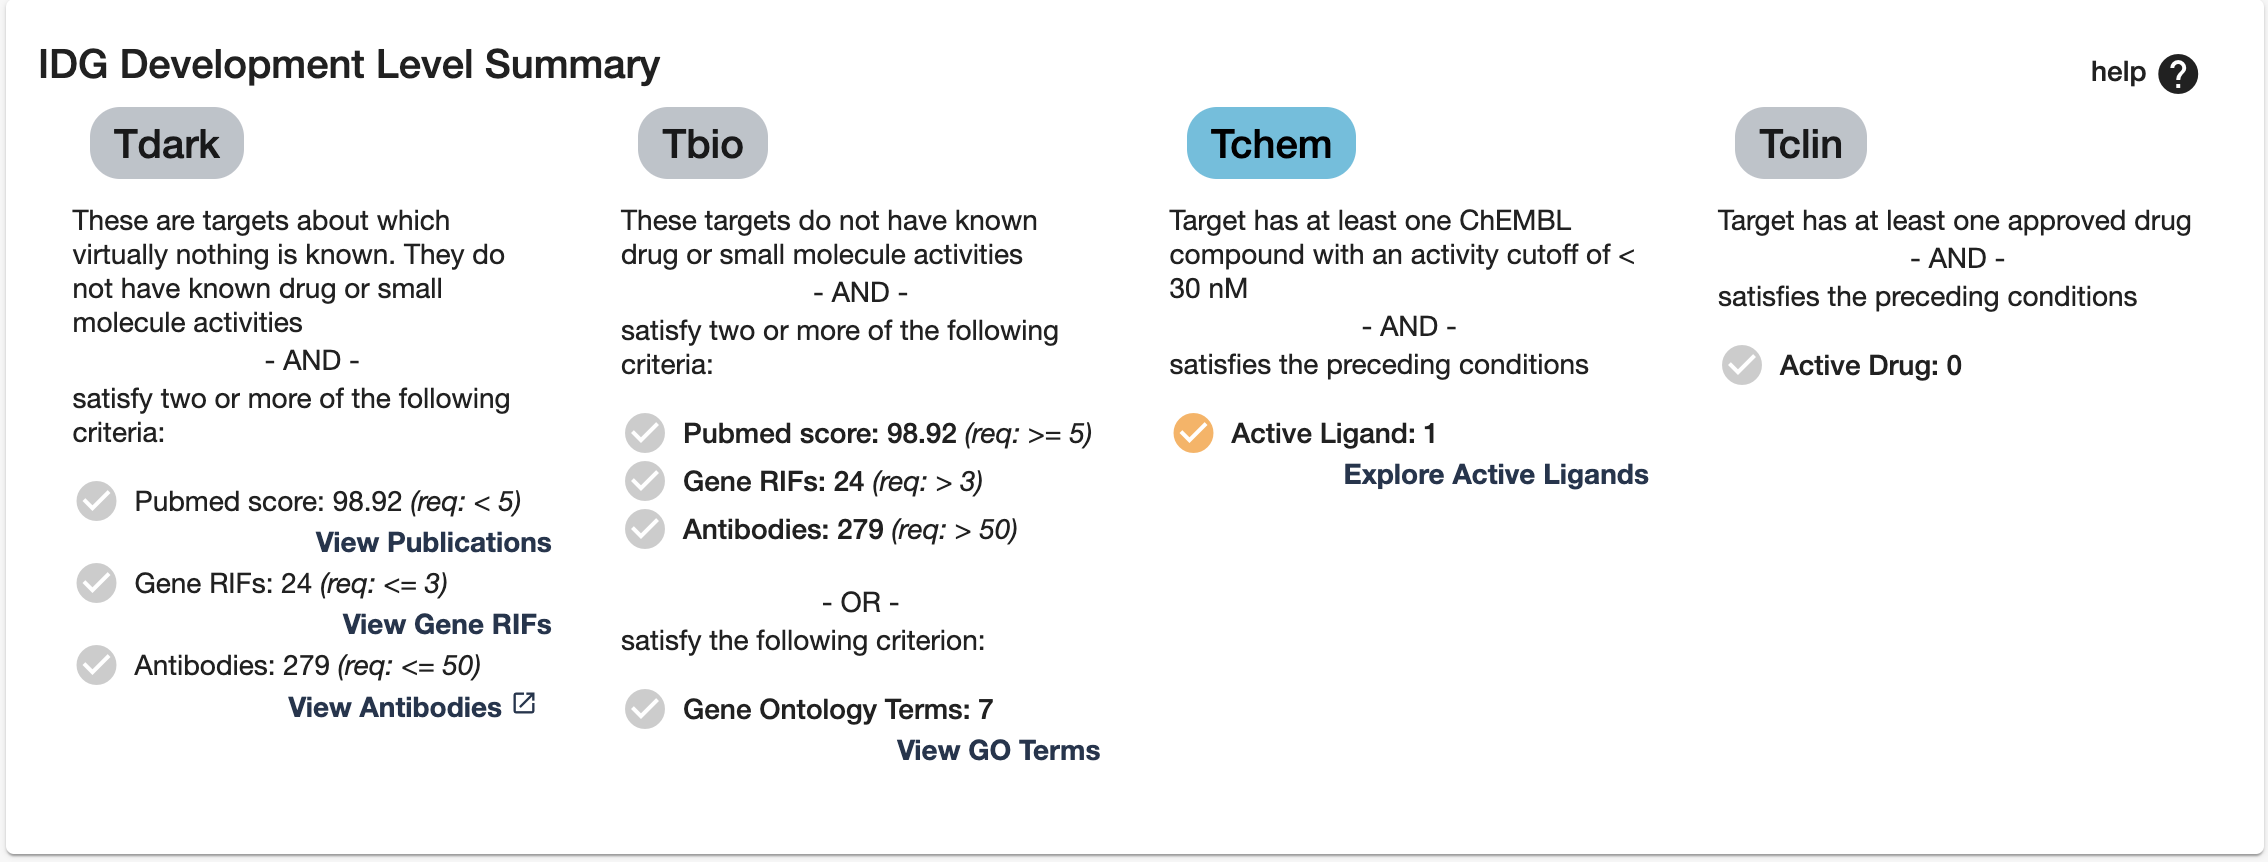 IDG Development Level Summary
help
Tdark
These are targets about which
virtually nothing is known. They do
not have known drug or small
molecule activities
- AND -
satisfy two or more of the following
criteria:
Pubmed score: 98.92 (req: < 5)
View Publications
Gene RIFs: 24 (req: <= 3)
View Gene RIFs
Antibodies: 279 (req: <= 50)
View Antibodies
Tbio
These targets do not have known
drug or small molecule activities
- AND -
satisfy two or more of the following
criteria:
Pubmed score: 98.92 (req: >= 5)
Gene RIFs: 24 (req: > 3)
Antibodies: 279 (req: > 50)
- OR -
satisfy the following criterion:
Gene Ontology Terms: 7
View GO Terms
Tchem
Target has at least one ChEMBL
compound with an activity cutoff of <
30 nM
- AND -
satisfies the preceding conditions
Active Ligand: 1
Explore Active Ligands
Tclin
Target has at least one approved drug
- AND -
satisfies the preceding conditions
Active Drug: 0